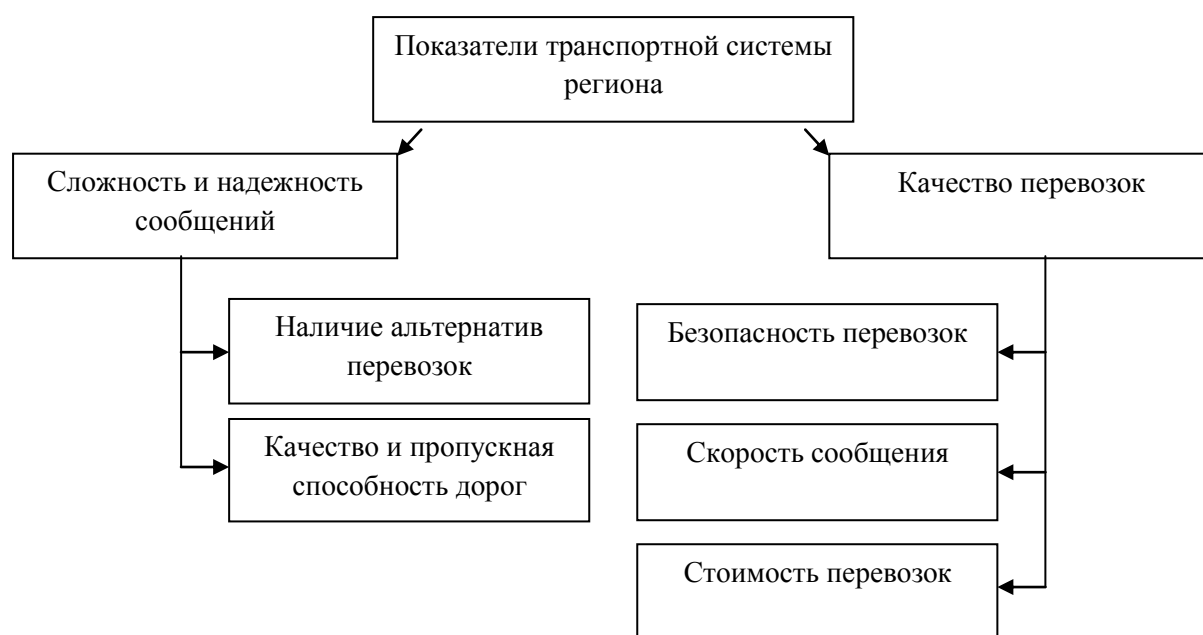 Показатели транспортной системы
региона
Сложность и надежность
сообщений
Качество перевозок
Наличие альтернатив
перевозок
Качество и пропускная
способность дорог
Безопасность перевозок
Скорость сообщения
Стоимость перевозок